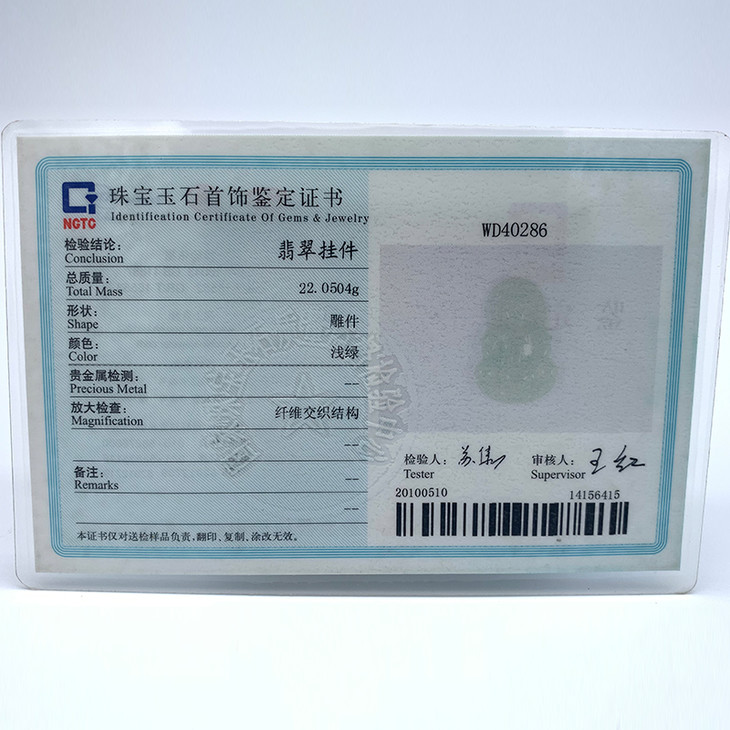 珠宝玉石首饰鉴定证书
Identification Certificate Of Gems & Jewelry
NGTC
检验结论：
Conclusion
翡翠挂件
总质量：
Total Mass
22.0504g
形状：
Shape
雕件
颜色：
Color
浅绿
贵金属检测：
Precious Metal
--
放大检查：
Magnification
纤维交织结构
--
备注：
Remarks
--
--
本证书仅对送检样品负责，翻印、复制、涂改无效。
WD40286
检验人：
Tester
审核人：王红
Supervisor
20100510
14156415